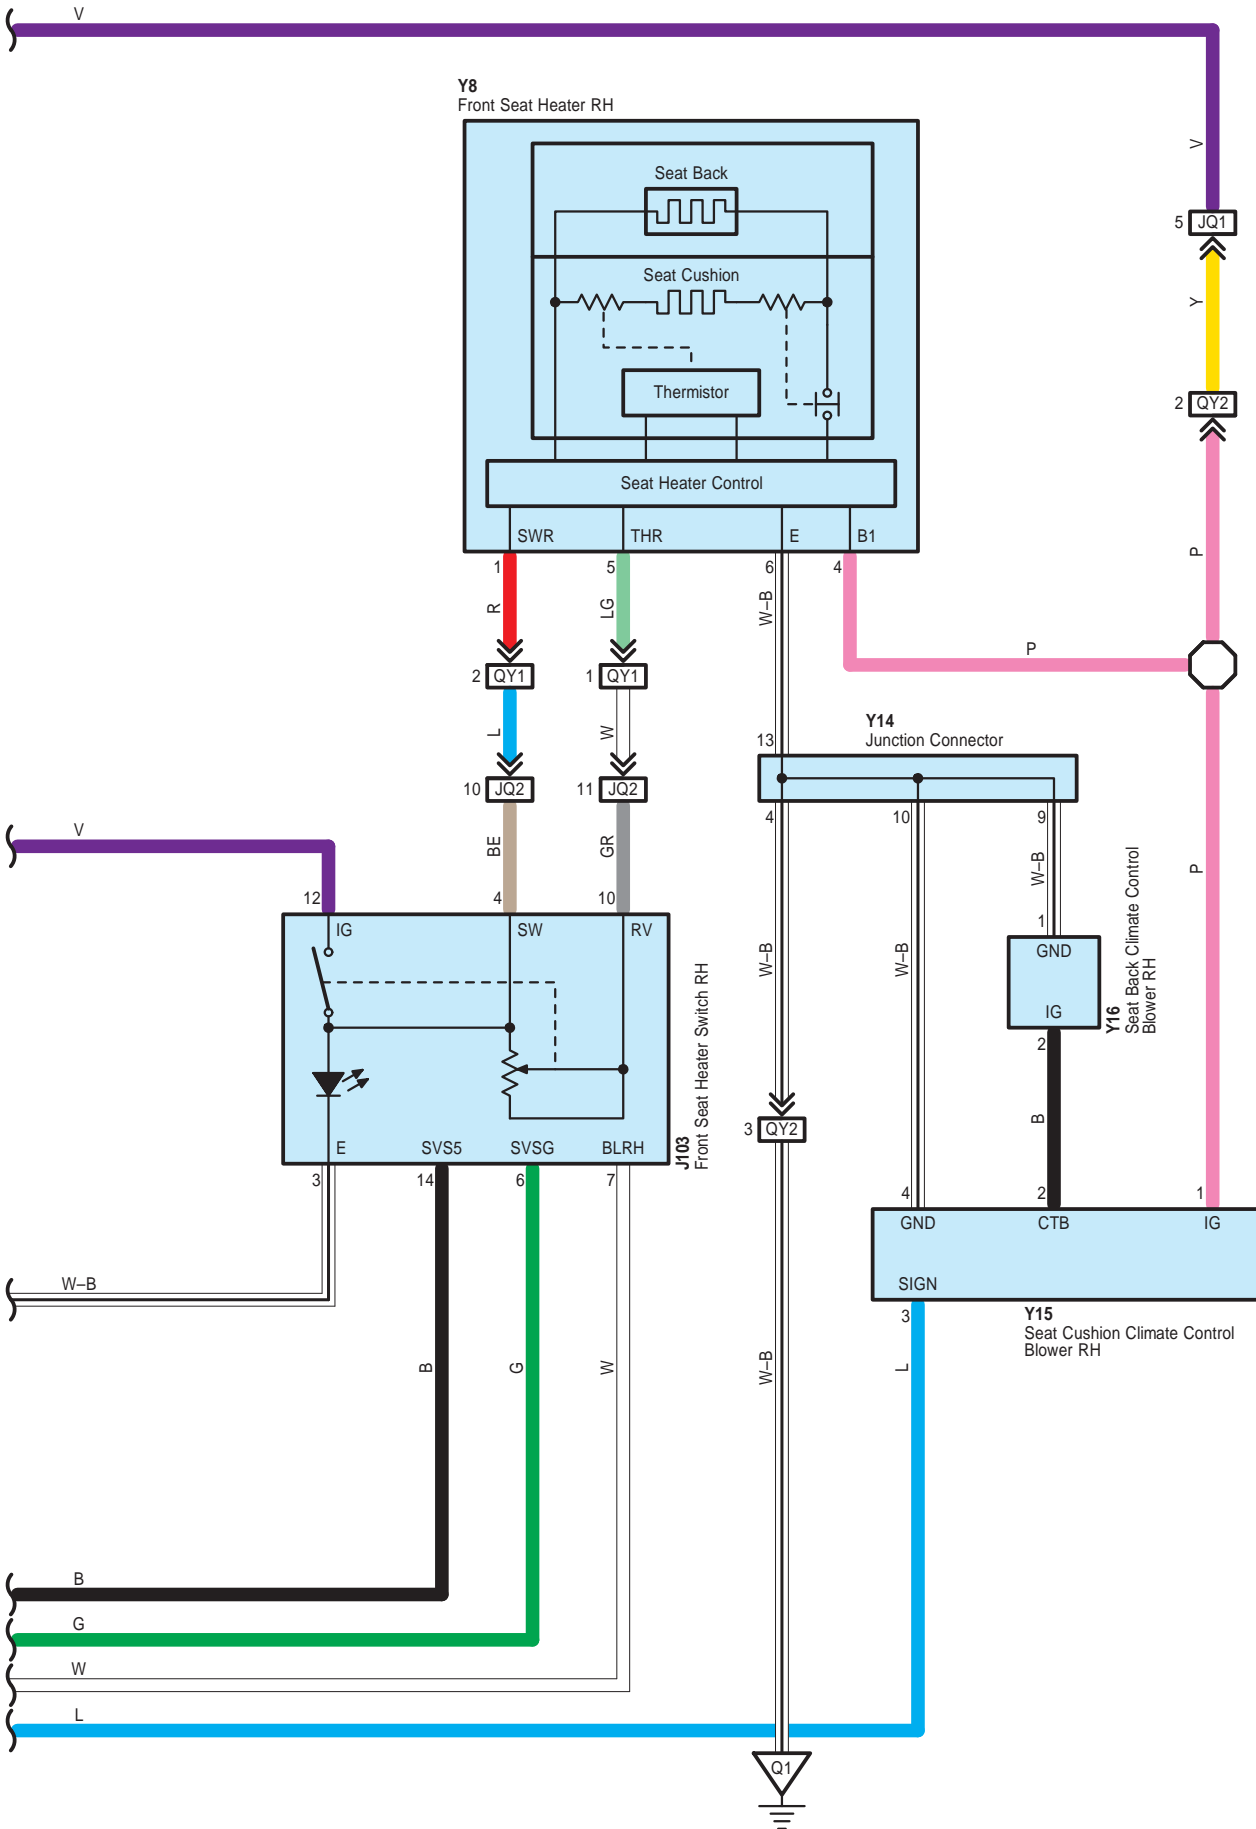 V
Y8
Front Seat Heater RH
V
Seat Back
5 JQ1
Seat Cushion
Y
Thermistor
2 QY2
Seat Heater Control
SWR THR E B1
1 5 6 4
R LG W–B P
P
2 QY1 1 QY1
L W
Y14
Junction Connector
13
10 JQ2 11 JQ2
4 10 9
V
BE GR W–B P
12 4 10
IG SW RV
1
GND
W–B W–B
IG
Y16
Seat Back Climate Control
Blower RH
2
B
3 QY2
J103
Front Seat Heater Switch RH
E SVS5 SVSG BLRH
3 14 6 7
4 2 1
GND CTB IG
W–B
SIGN
3
Y15
Seat Cushion Climate Control
Blower RH
B G W W–B L
B
G
W
L
Q1